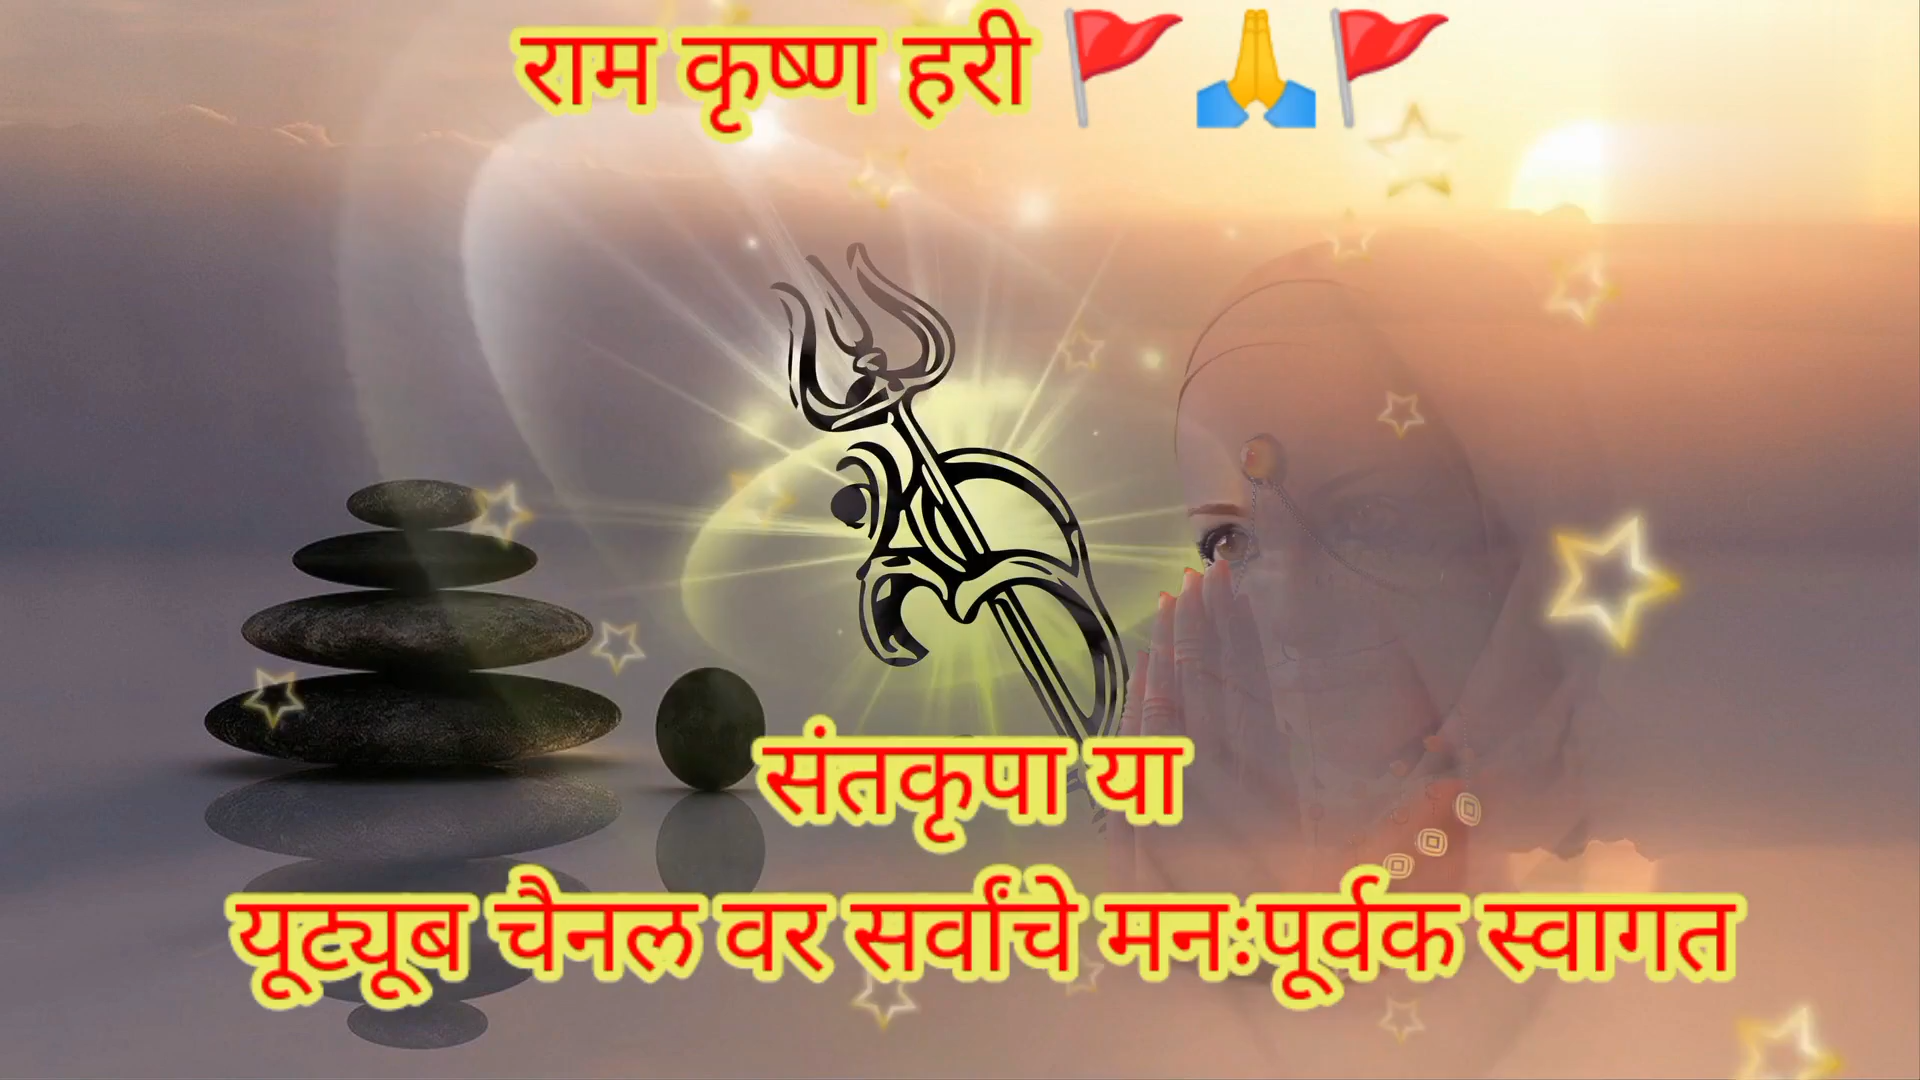 राम कृष्ण हरी 🚩🙏🚩
संतकृपा या
यूट्यूब चैनल वर सर्वांचे मनःपूर्वक स्वागत